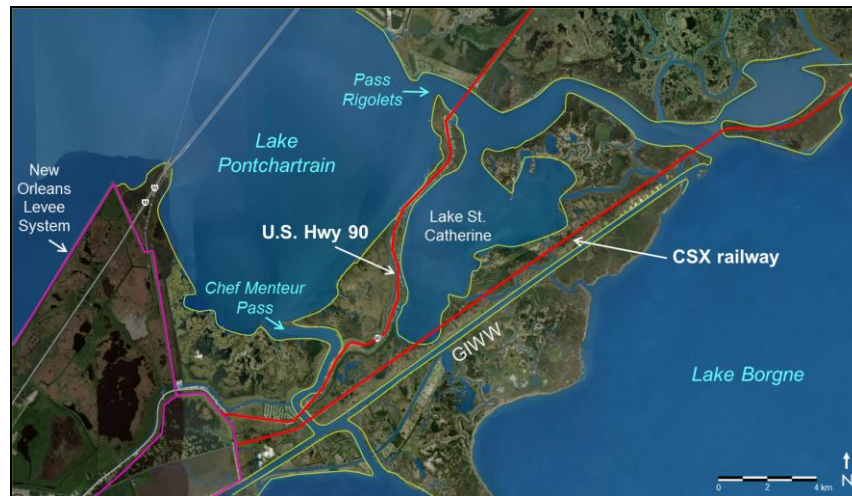 Pass
Rigolets
Lake
Pontchartrain
New
Orleans
Levee
System
Lake St.
Catherine
U.S. Hwy 90
CSX railway
Chef Menteur
Pass
GIWW
Lake Borgne
N
0 2 4 km